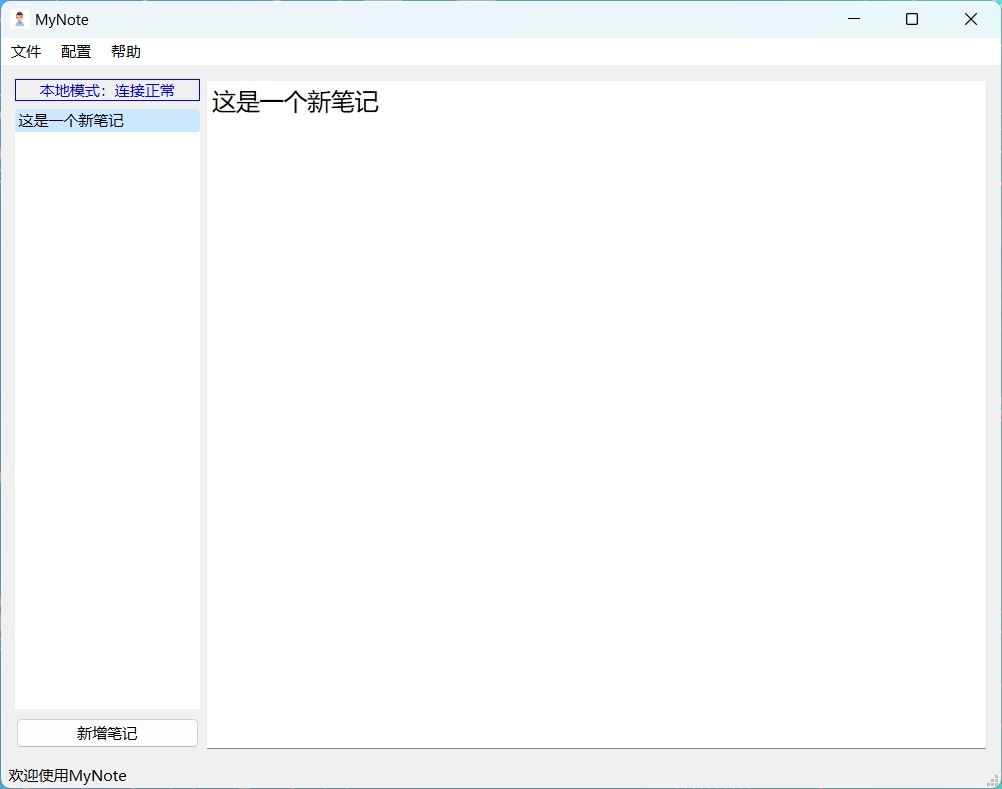 MyNote
文件 配置 帮助
本地模式：连接正常
这是一个新笔记
这是一个新笔记
新增笔记
欢迎使用MyNote